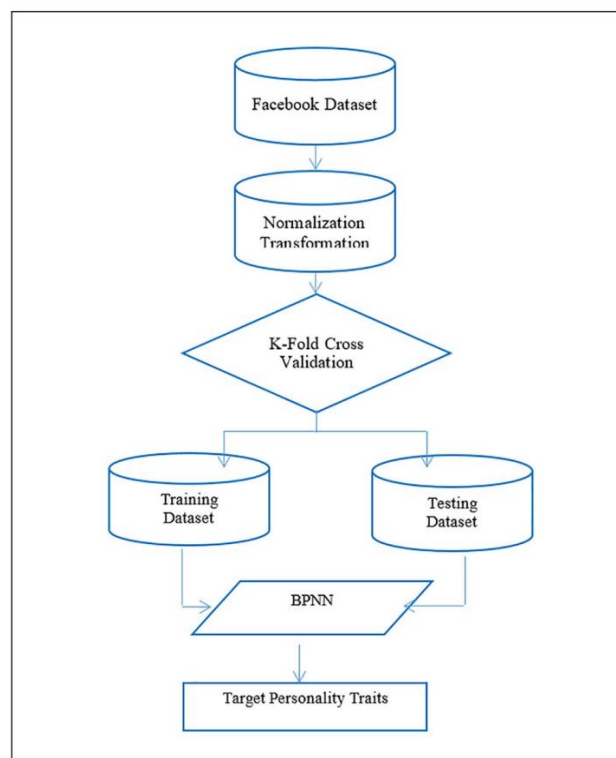 Facebook Dataset
Normalization
Transformation
K-Fold Cross
Validation
Training
Dataset
Testing
Dataset
BPNN
Target Personality Traits